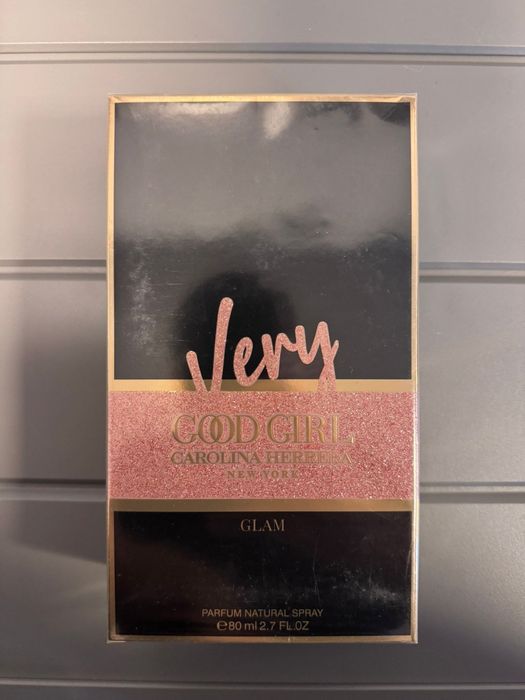 Very
GOOD GIRL
CAROLINA HERRERA
NEW YORK
GLAM
PARFUM NATURAL SPRAY
℮80 ml 2.7 FL.OZ